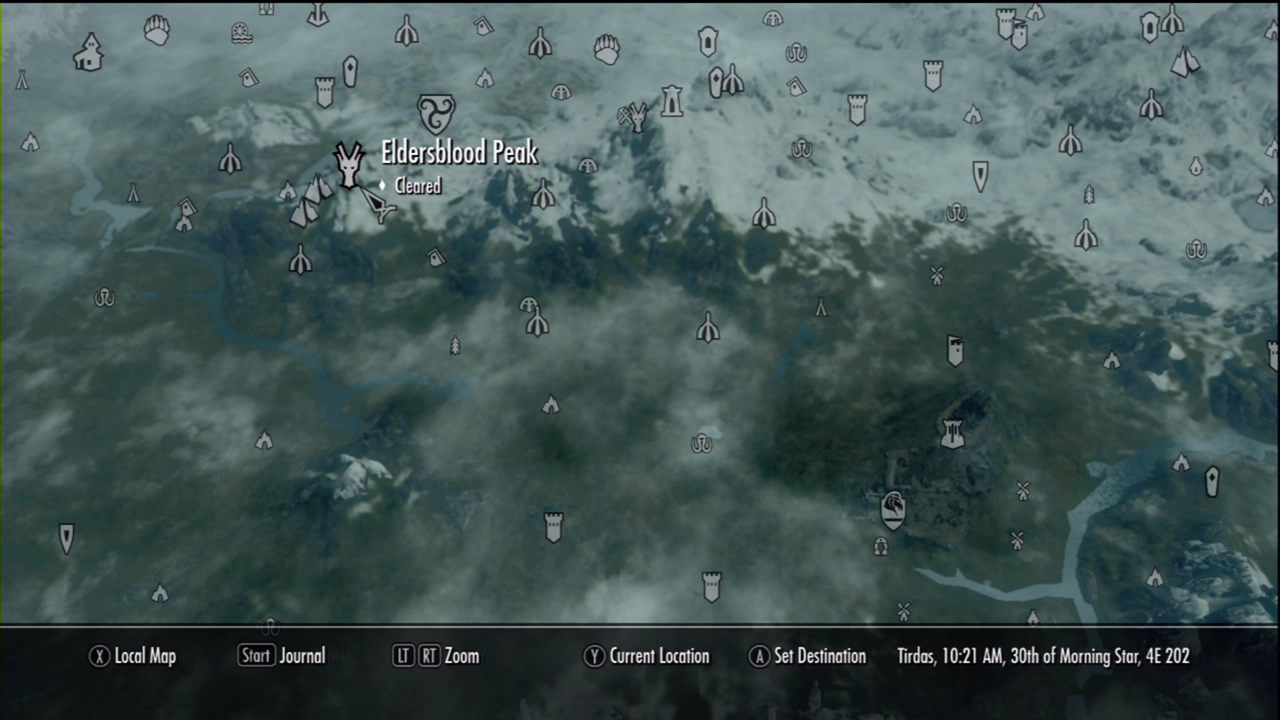 Eldersblood Peak
Cleared
X Local Map Start Journal LT RT Zoom Y Current Location A Set Destination Tirdas, 10:21 AM, 30th of Morning Star, 4E 202